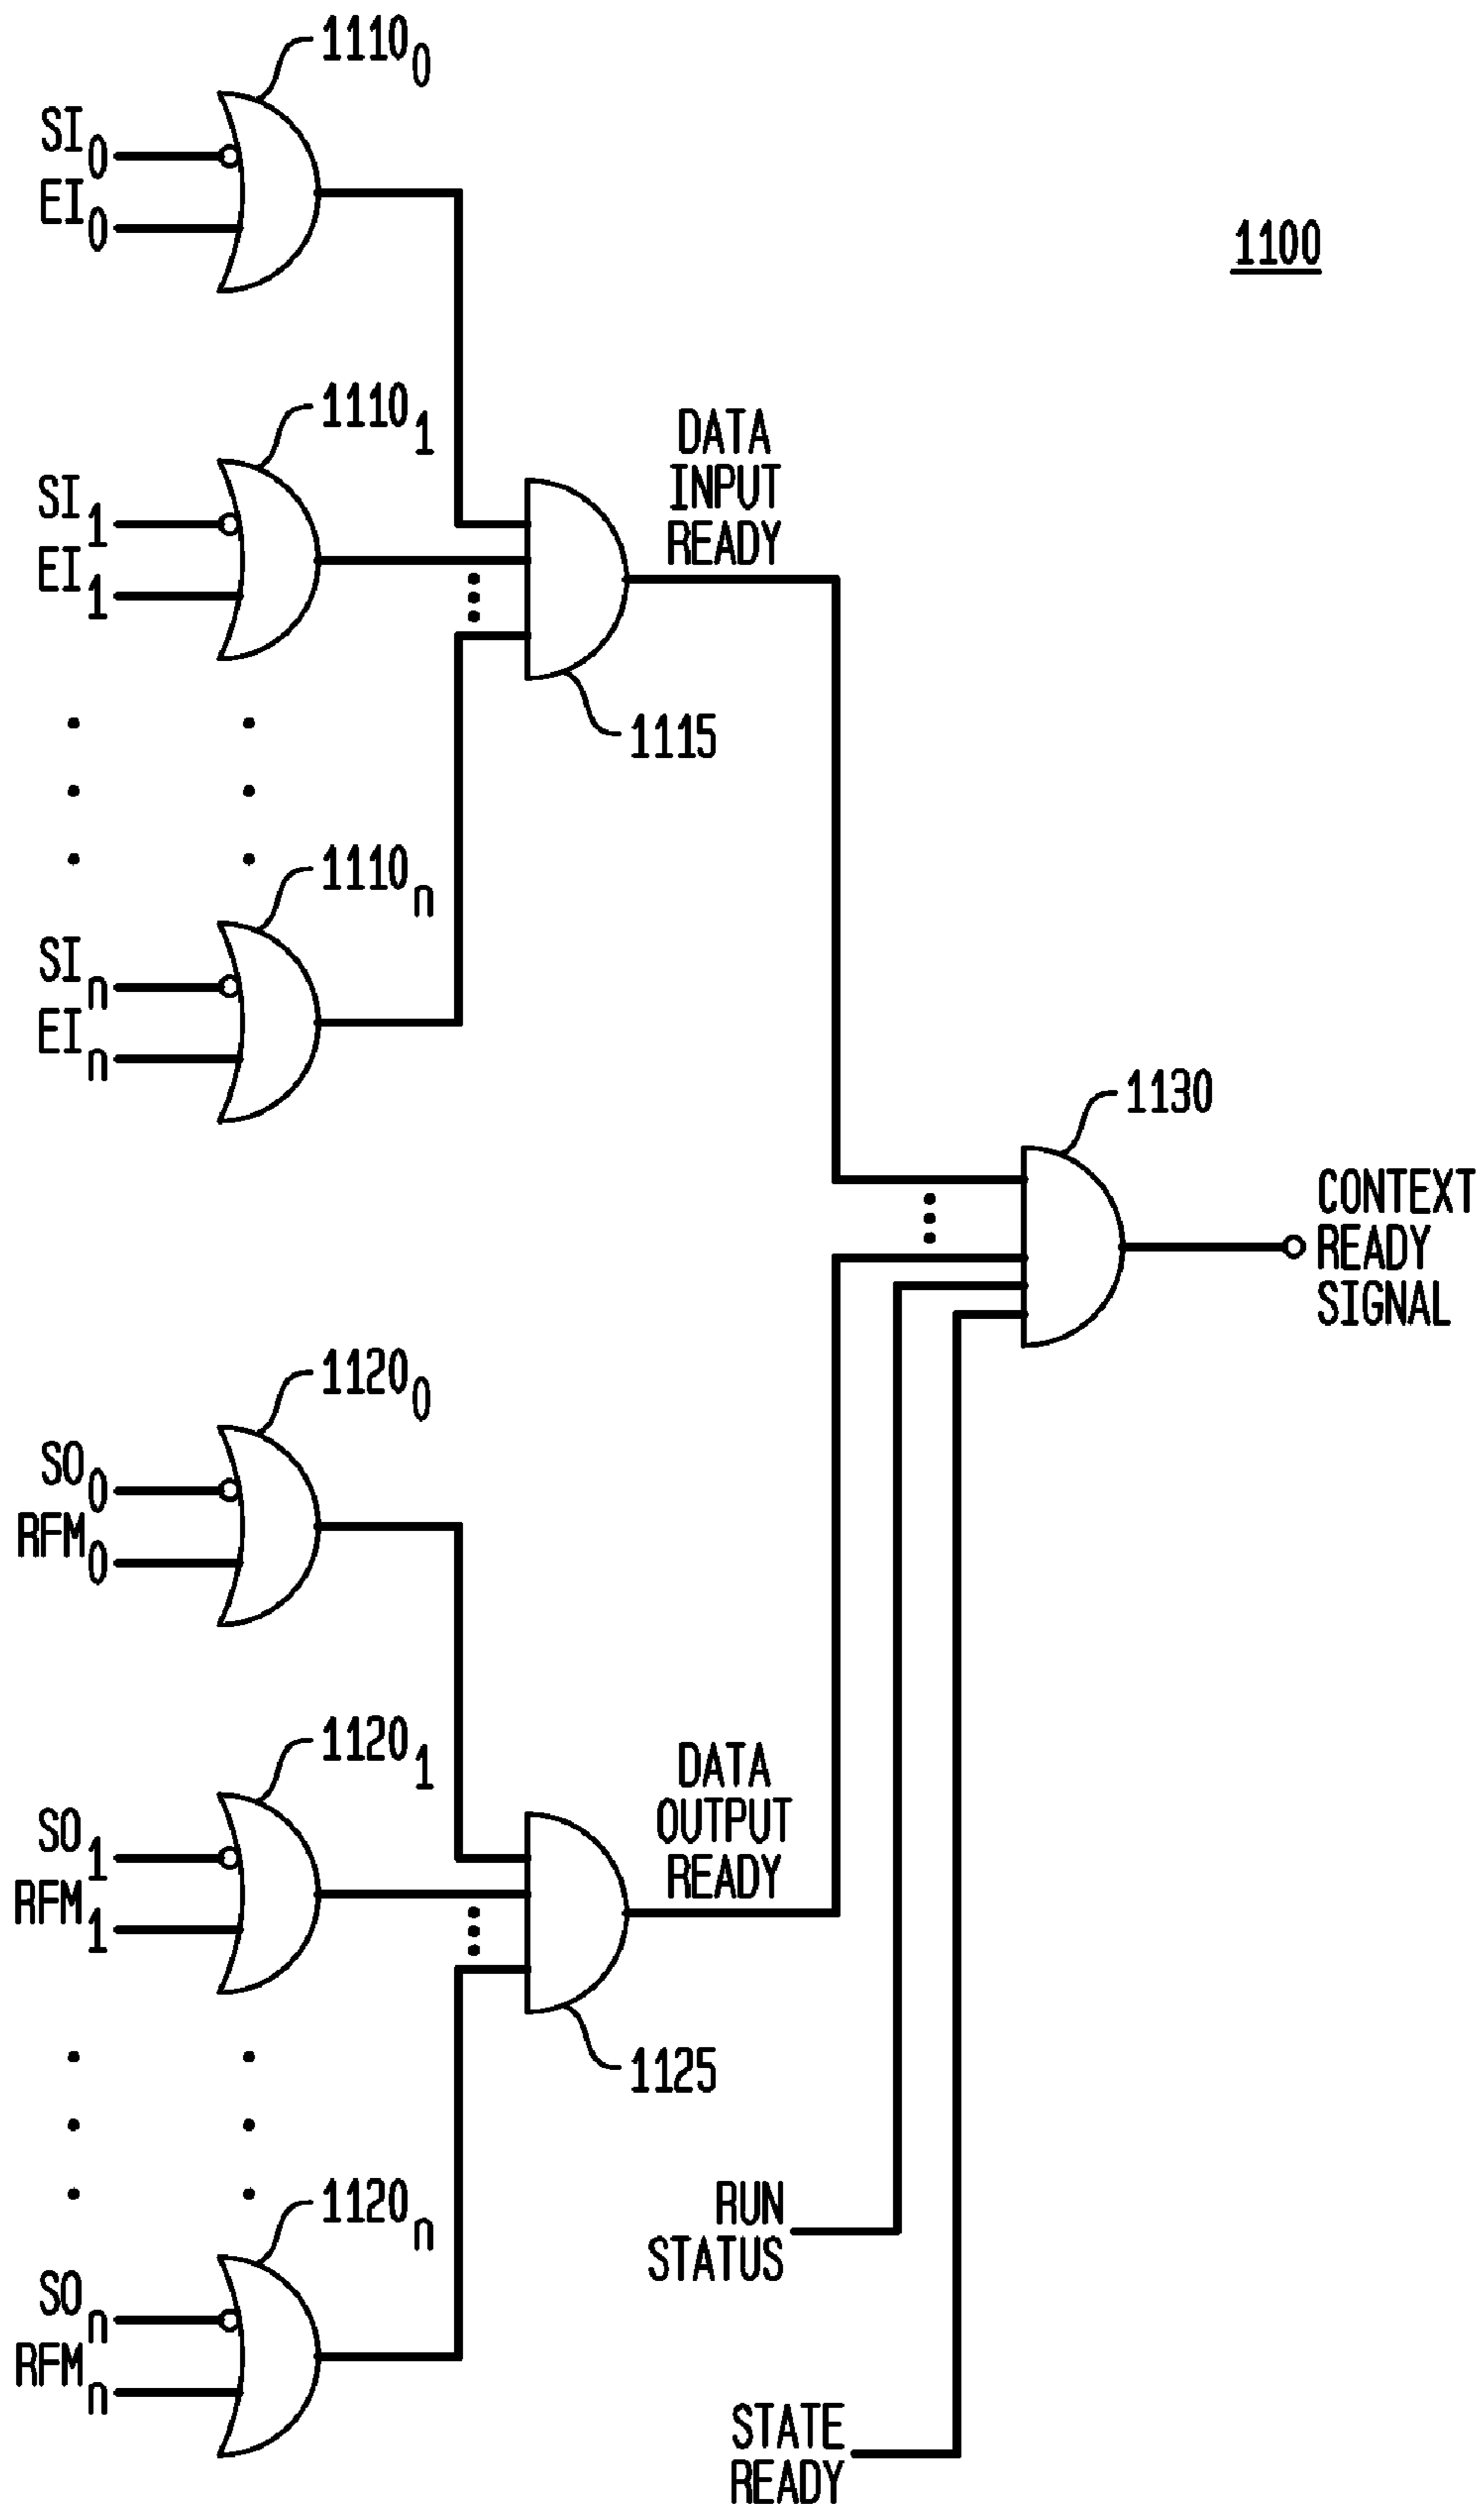 1110₀
SI₀
EI₀
1100
1110₁
SI₁
EI₁
DATA
INPUT
READY
1115
1110ₙ
SIₙ
EIₙ
1130
CONTEXT
READY
SIGNAL
1120₀
SO₀
RFM₀
1120₁
SO₁
RFM₁
DATA
OUTPUT
READY
1125
1120ₙ
SOₙ
RFMₙ
RUN
STATUS
STATE
READY